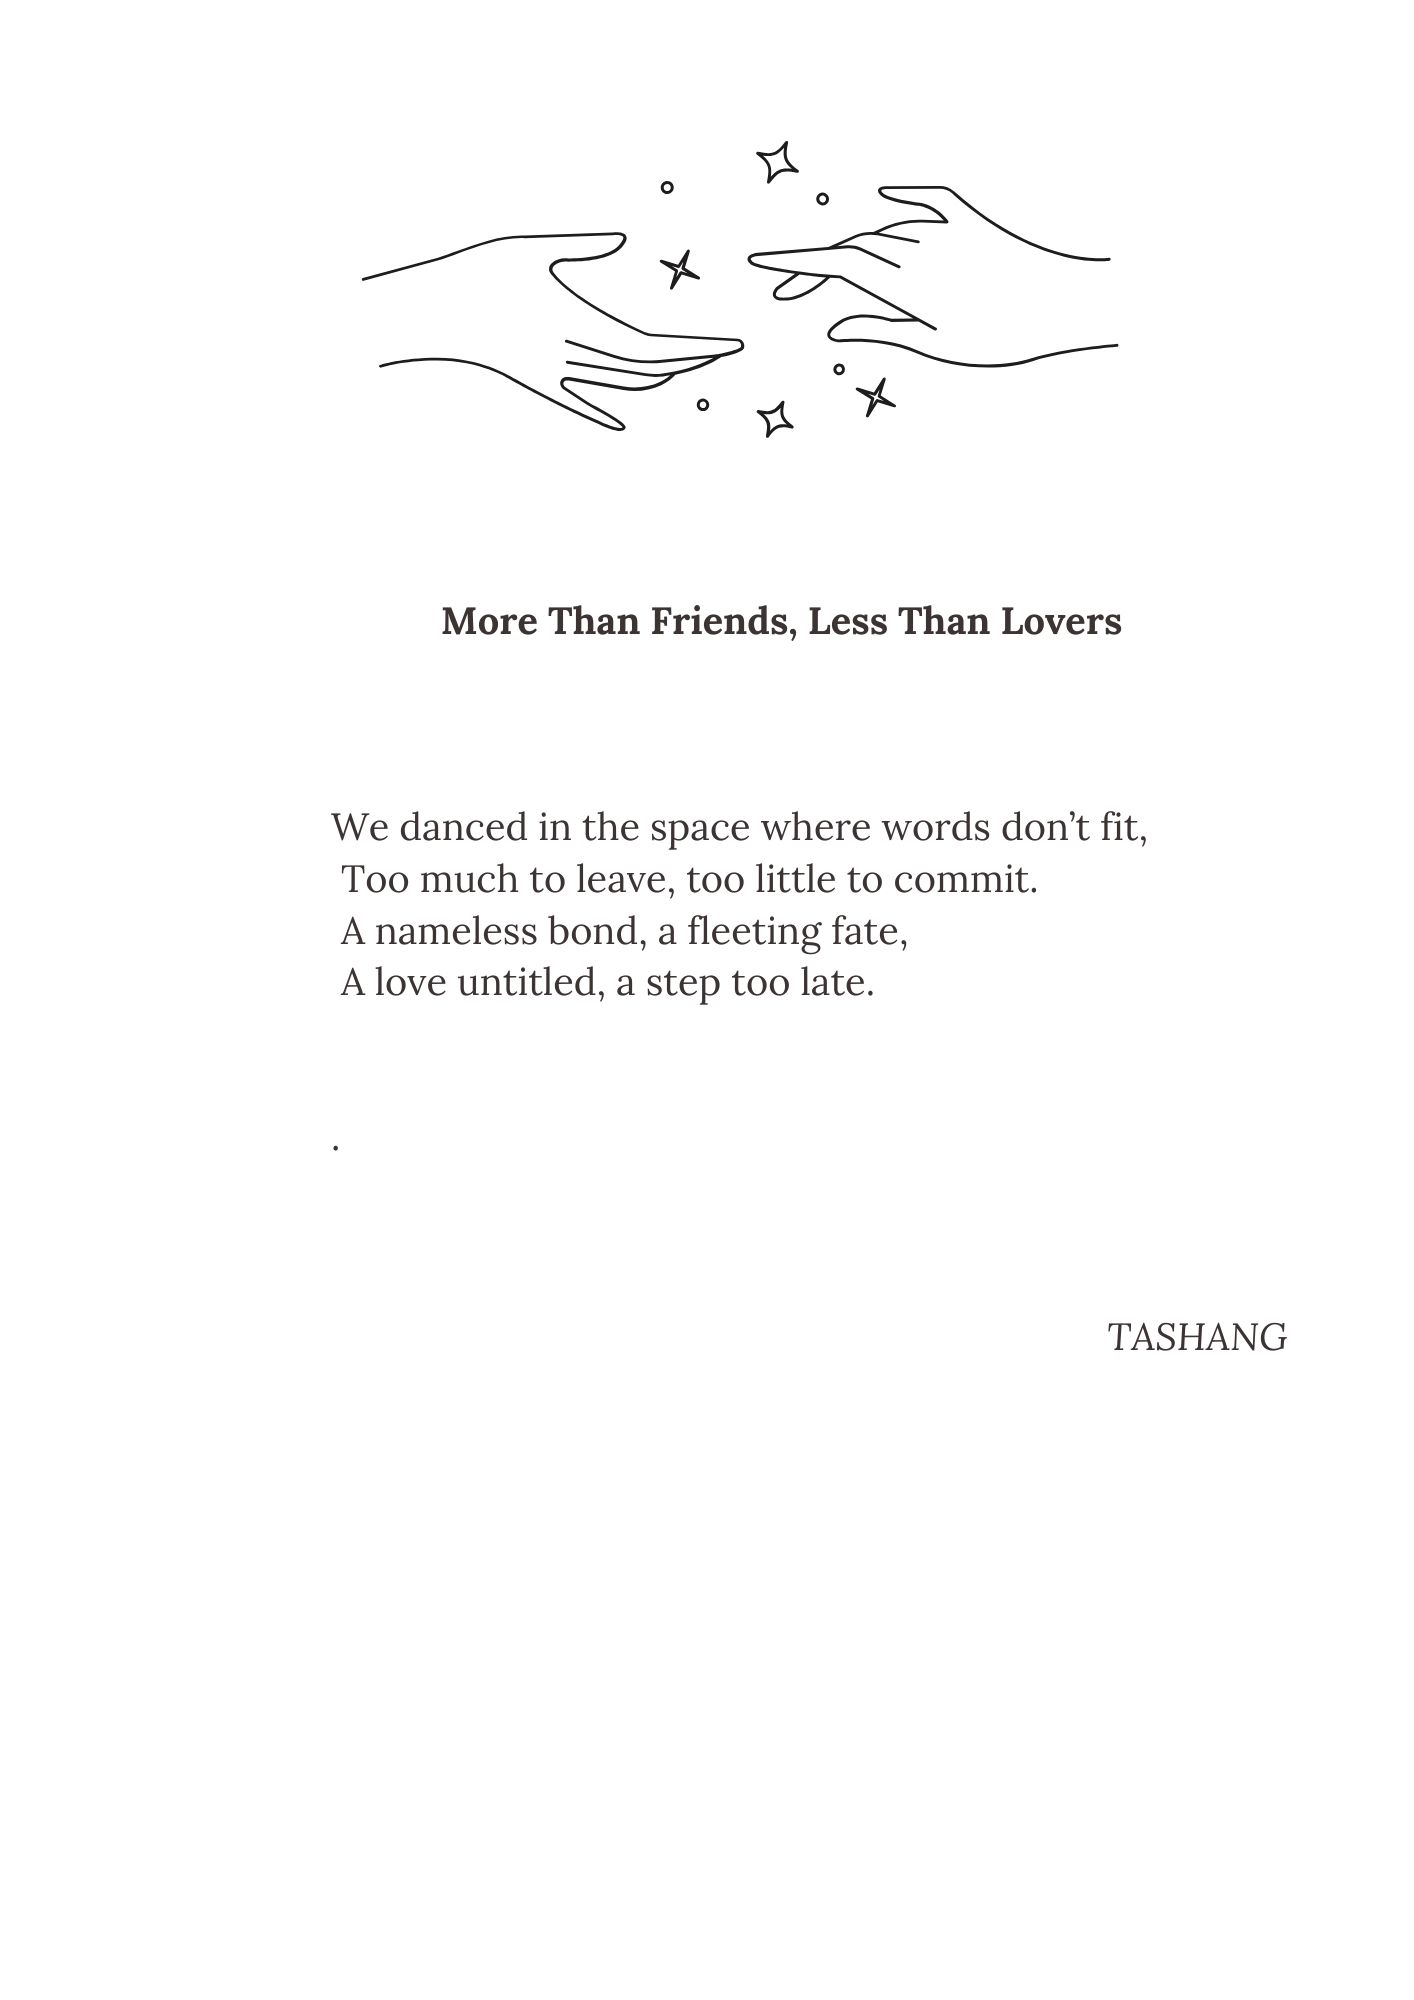 More Than Friends, Less Than Lovers
We danced in the space where words don’t fit,
Too much to leave, too little to commit.
A nameless bond, a fleeting fate,
A love untitled, a step too late.
.
TASHANG